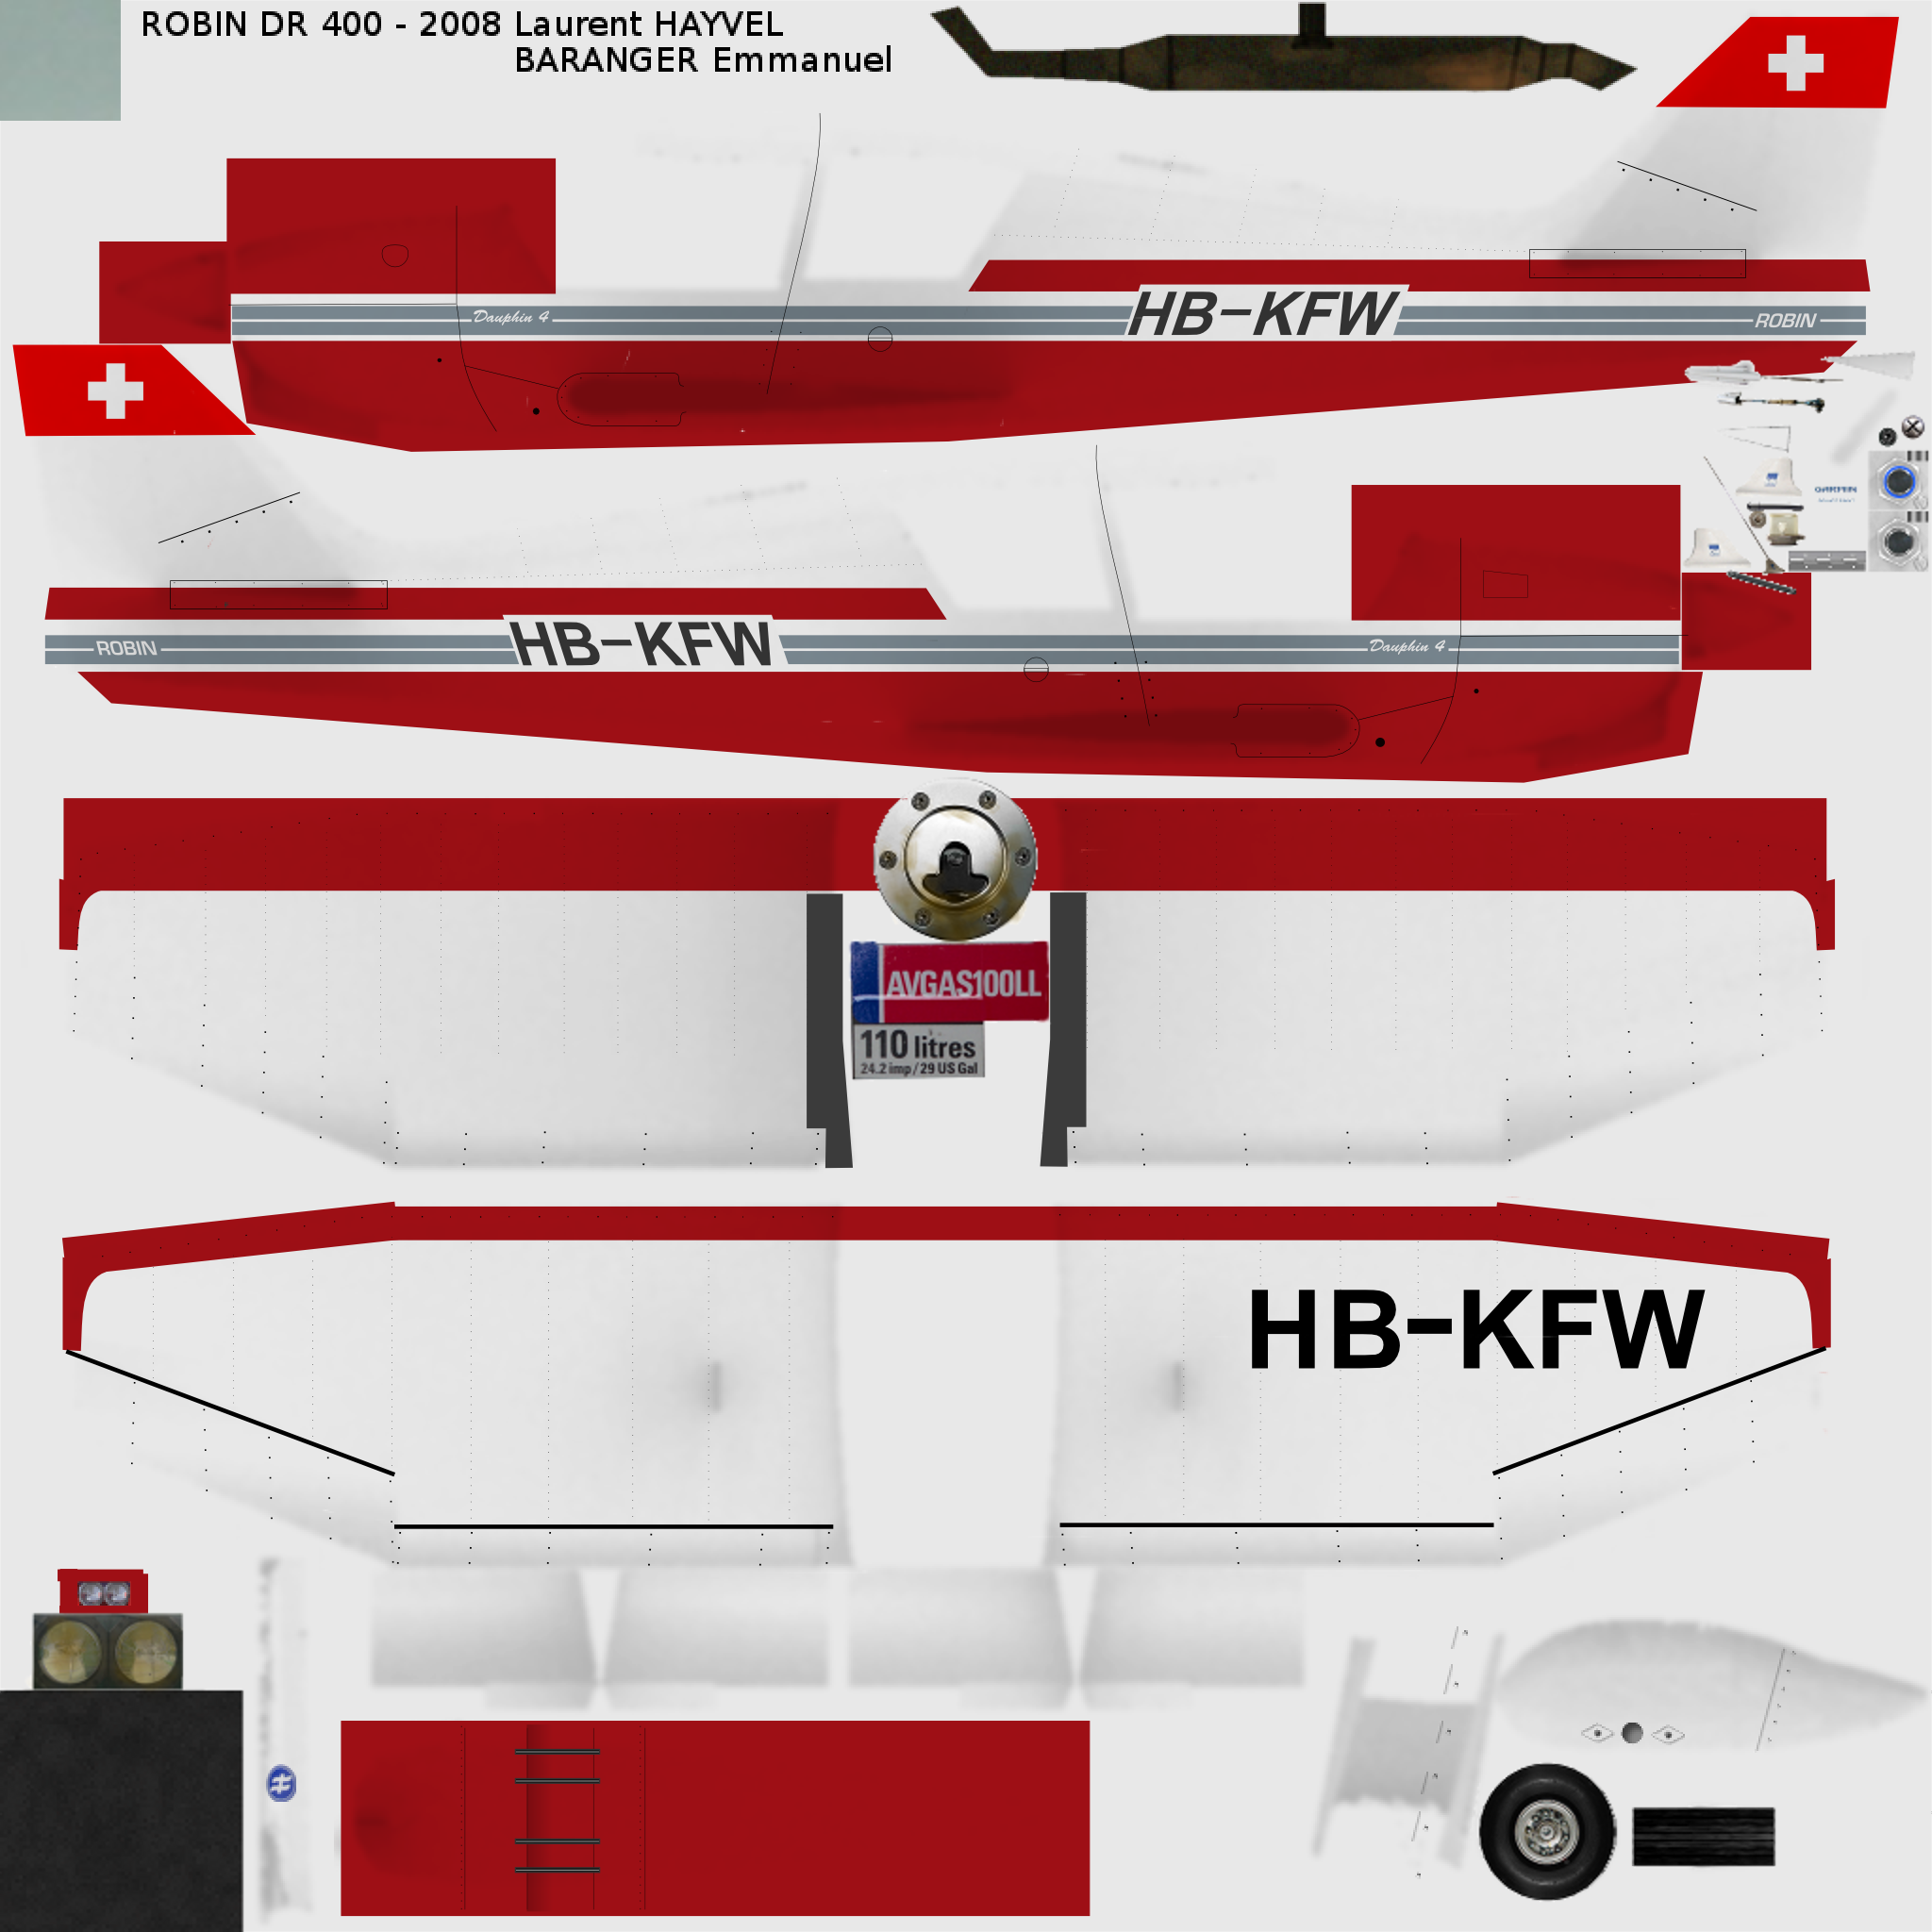 ROBIN DR 400 - 2008 Laurent HAYVEL
BARANGER Emmanuel
Dauphin 4
HB-KFW
ROBIN
GARMIN
ROBIN
HB-KFW
Dauphin 4
AVGAS100LL
110 litres
24.2 imp/29 US Gal
HB-KFW